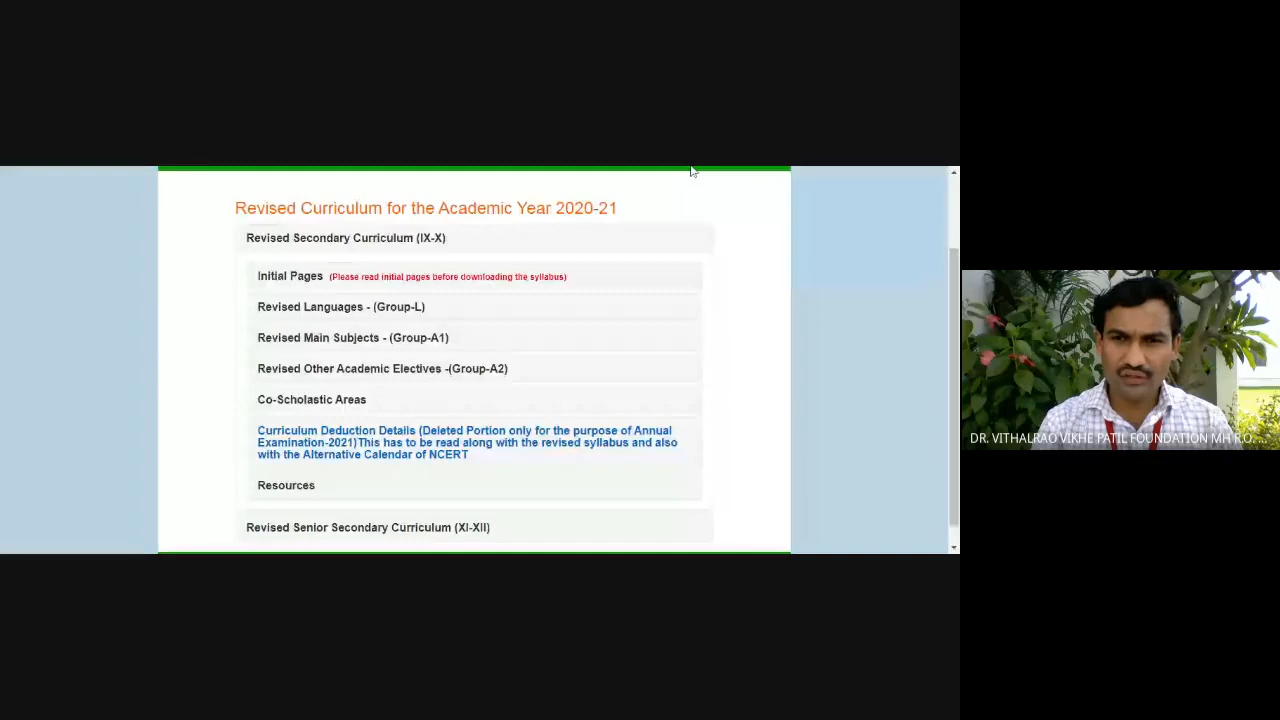 Revised Curriculum for the Academic Year 2020-21
Revised Secondary Curriculum (IX-X)
Initial Pages (Please read initial pages before downloading the syllabus)
Revised Languages - (Group-L)
Revised Main Subjects - (Group-A1)
Revised Other Academic Electives -(Group-A2)
Co-Scholastic Areas
Curriculum Deduction Details (Deleted Portion only for the purpose of Annual
Examination-2021)This has to be read along with the revised syllabus and also
with the Alternative Calendar of NCERT
Resources
Revised Senior Secondary Curriculum (XI-XII)
DR. VITHALRAO VIKHE PATIL FOUNDATION MH R.O. ...